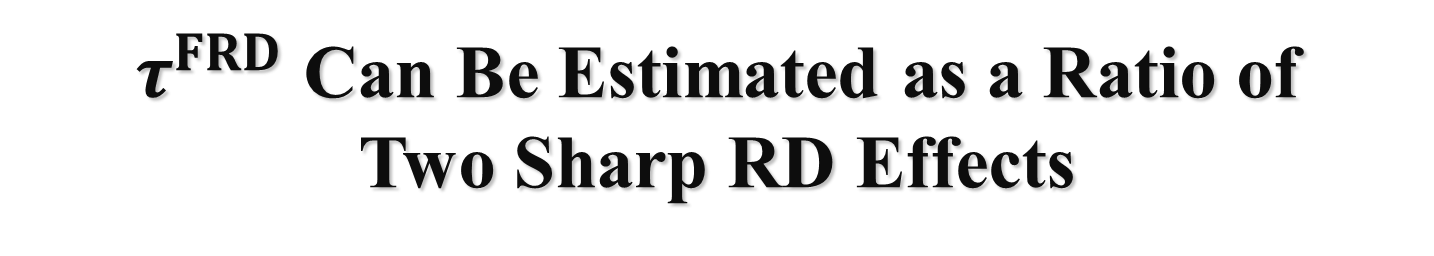 τ^FRD Can Be Estimated as a Ratio of
Two Sharp RD Effects